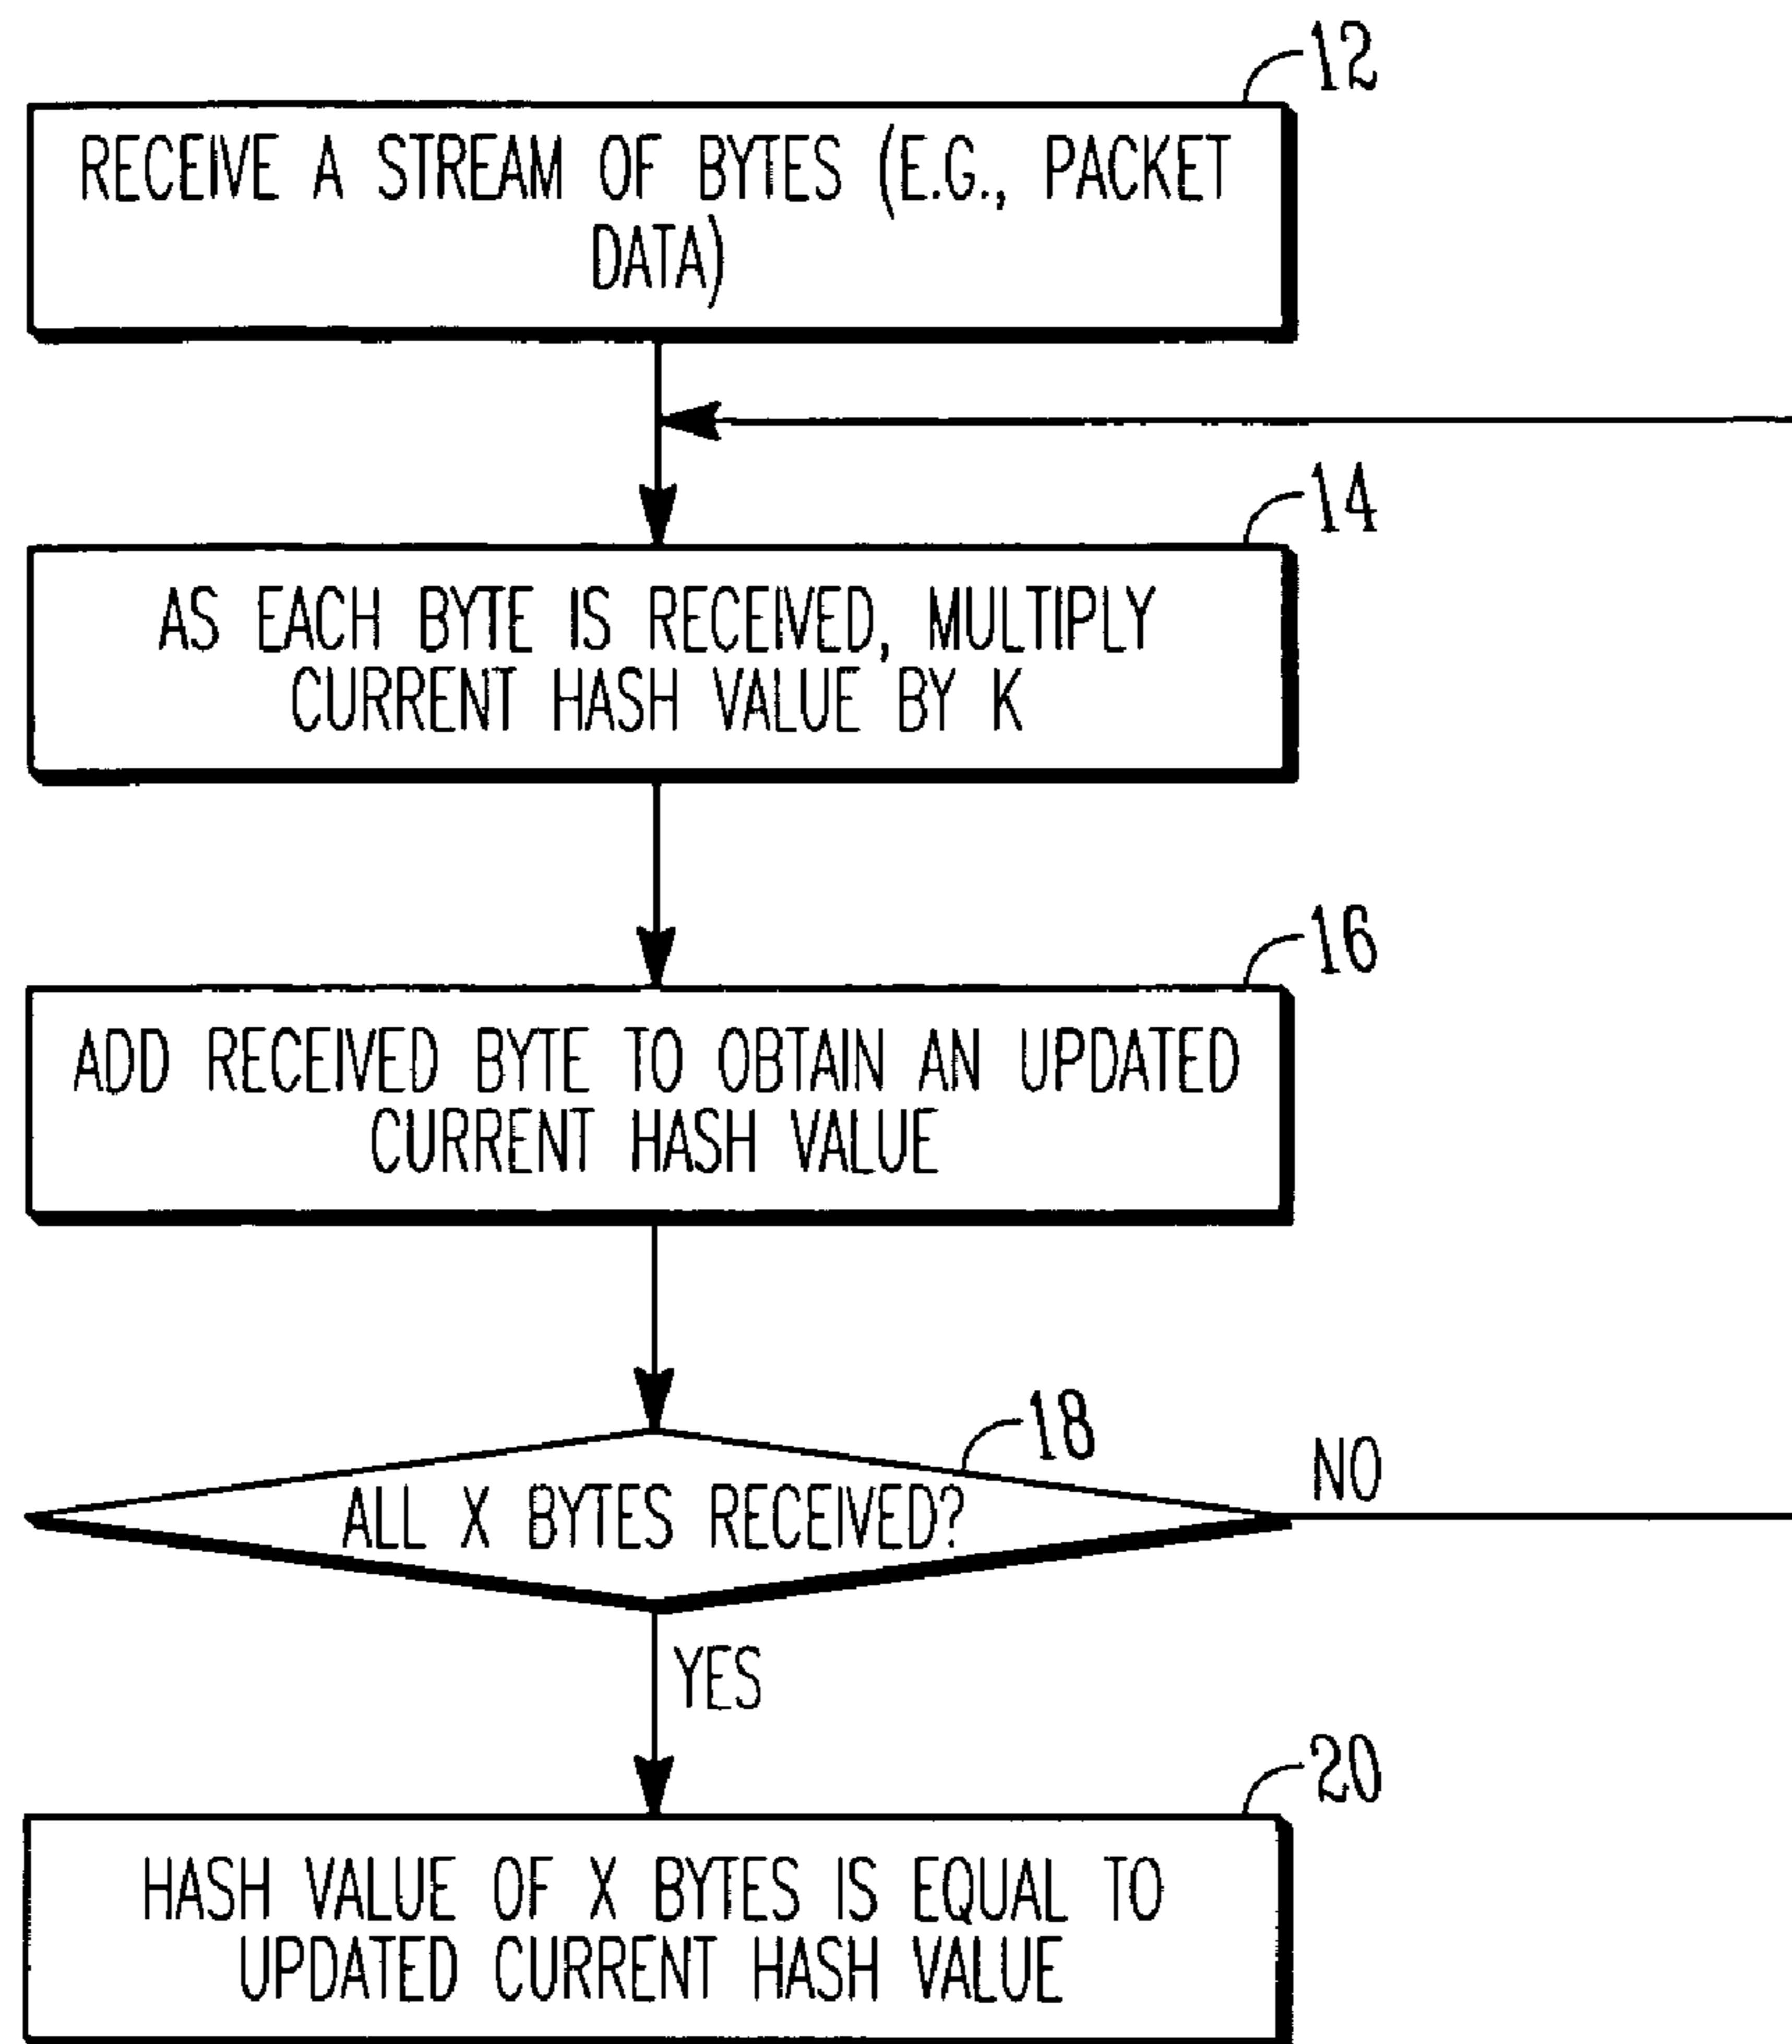 12
RECEIVE A STREAM OF BYTES (E.G., PACKET
DATA)
14
AS EACH BYTE IS RECEIVED, MULTIPLY
CURRENT HASH VALUE BY K
16
ADD RECEIVED BYTE TO OBTAIN AN UPDATED
CURRENT HASH VALUE
18
ALL X BYTES RECEIVED?
NO
YES
20
HASH VALUE OF X BYTES IS EQUAL TO
UPDATED CURRENT HASH VALUE